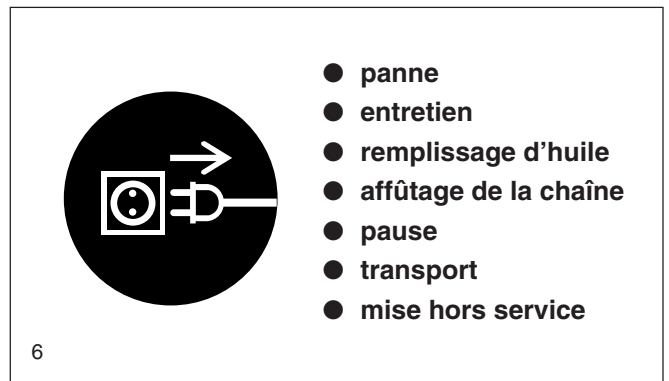 ● panne
● entretien
● remplissage d'huile
● affûtage de la chaîne
● pause
● transport
● mise hors service
6